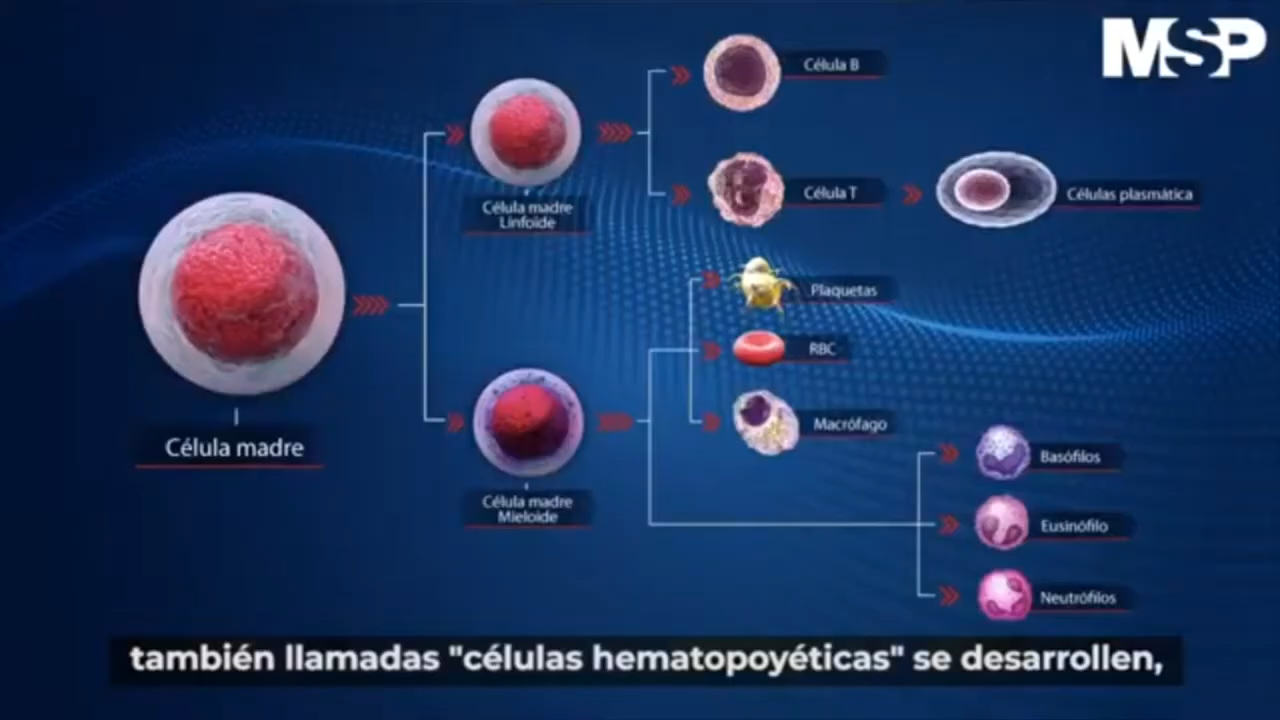 MSP
Célula B
Célula T
Células plasmática
Célula madre
Linfoide
Plaquetas
RBC
Macrófago
Célula madre
Célula madre
Mieloide
Basófilos
Eusinófilo
Neutrófilos
también llamadas "células hematopoyéticas" se desarrollen,